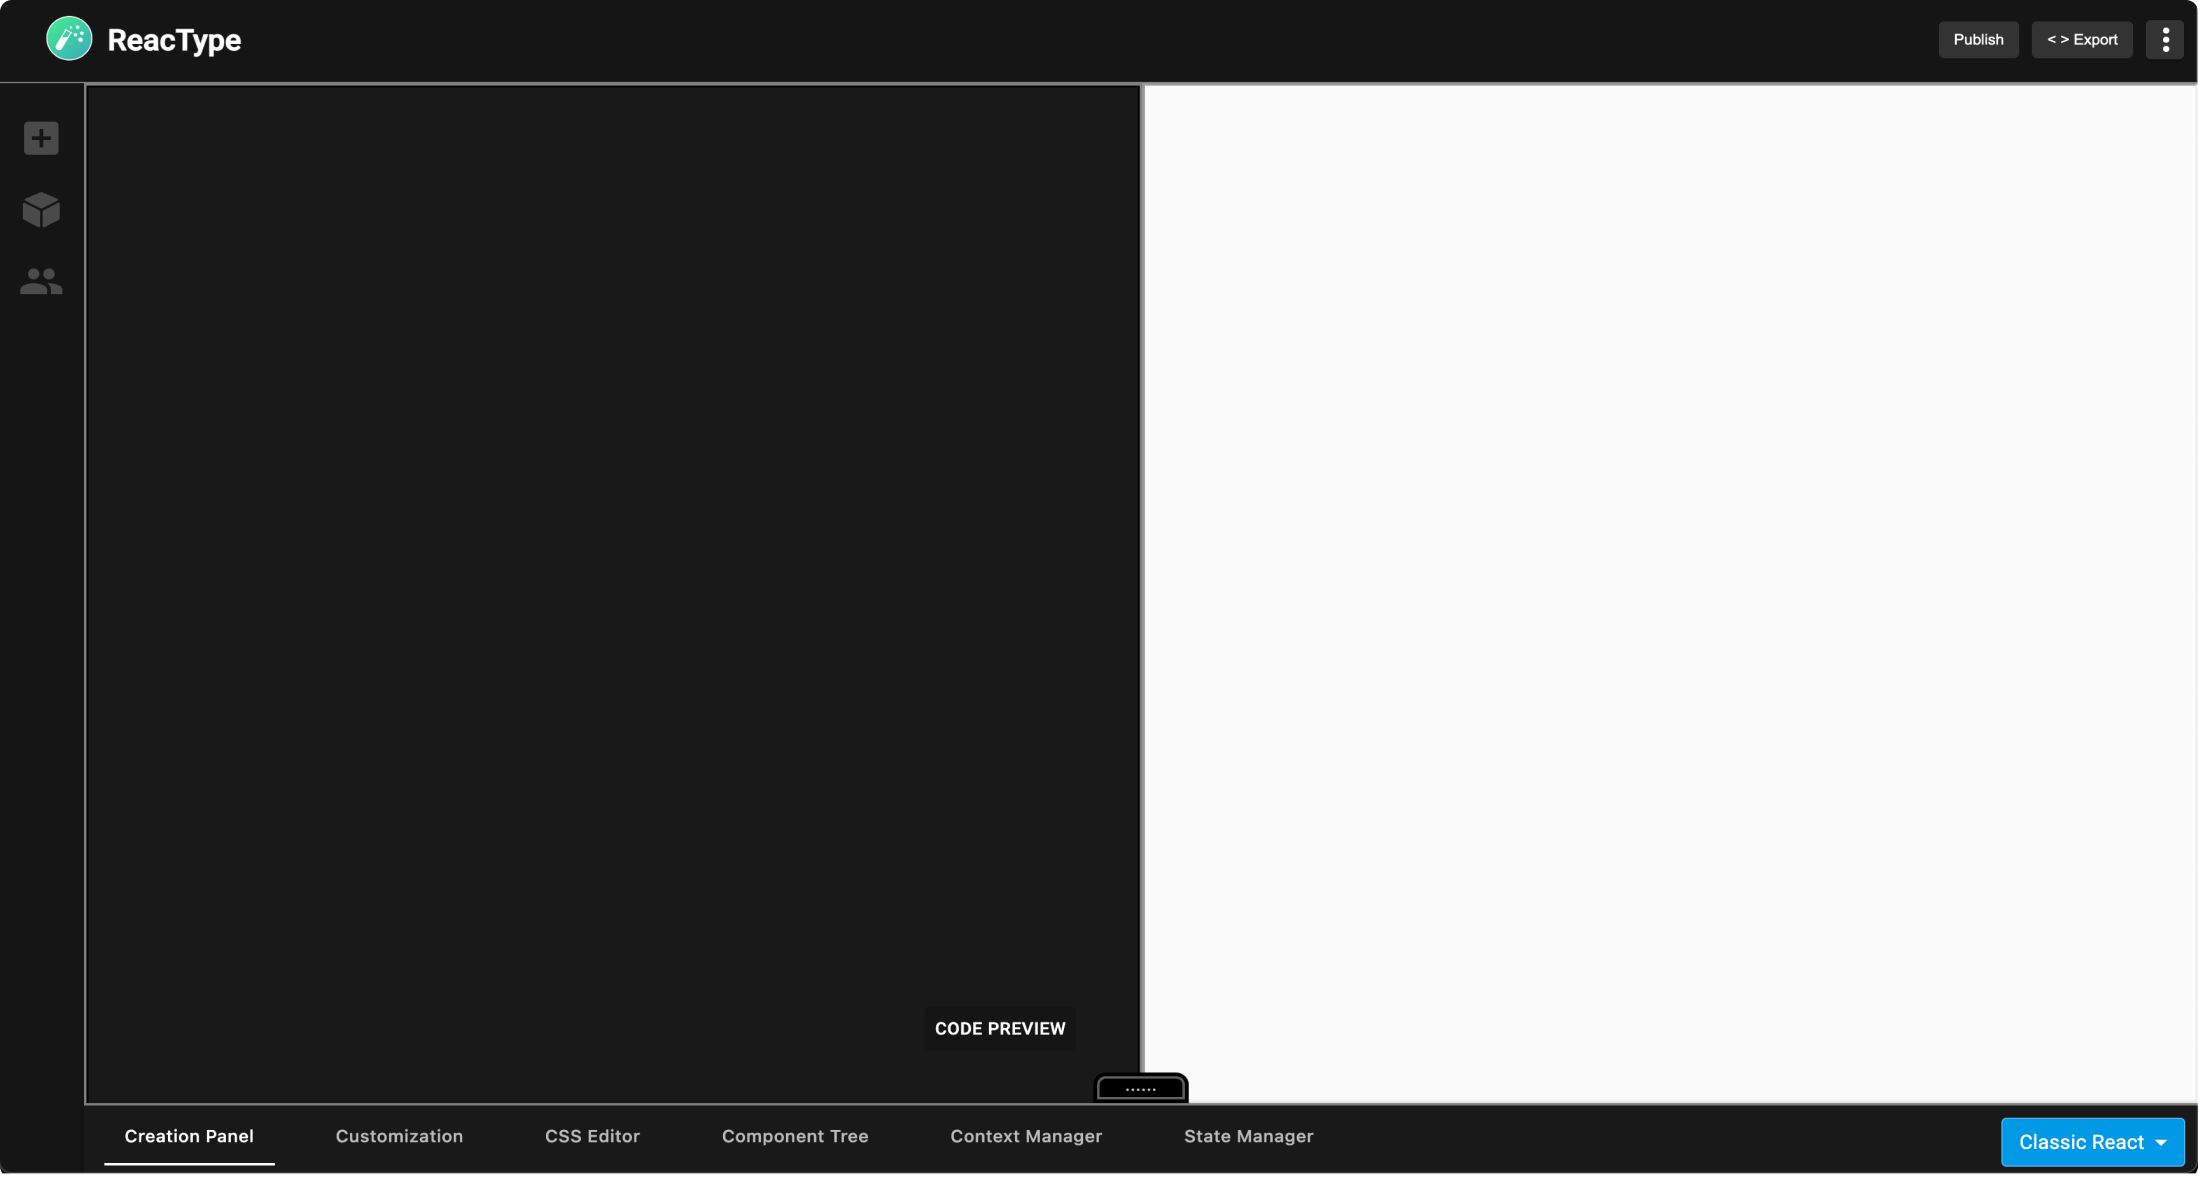 ReacType
Publish
< > Export
CODE PREVIEW
Creation Panel
Customization
CSS Editor
Component Tree
Context Manager
State Manager
Classic React